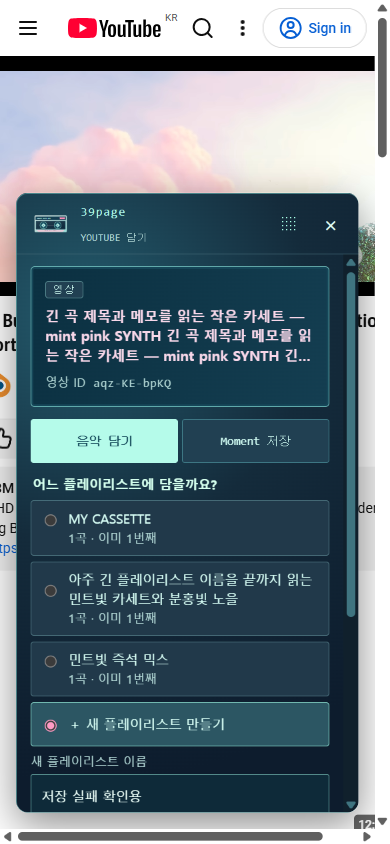 YouTube KR
Sign in
39page
YOUTUBE 담기
영상
긴 곡 제목과 메모를 읽는 작은 카세트 —
mint pink SYNTH 긴 곡 제목과 메모를 읽
는 작은 카세트 — mint pink SYNTH 긴...
영상 ID aqz-KE-bpKQ
음악 담기
Moment 저장
어느 플레이리스트에 담을까요?
MY CASSETTE
1곡 · 이미 1번째
아주 긴 플레이리스트 이름을 끝까지 읽는
민트빛 카세트와 분홍빛 노을
1곡 · 이미 1번째
민트빛 즉석 믹스
1곡 · 이미 1번째
+ 새 플레이리스트 만들기
새 플레이리스트 이름
저장 실패 확인용
12: